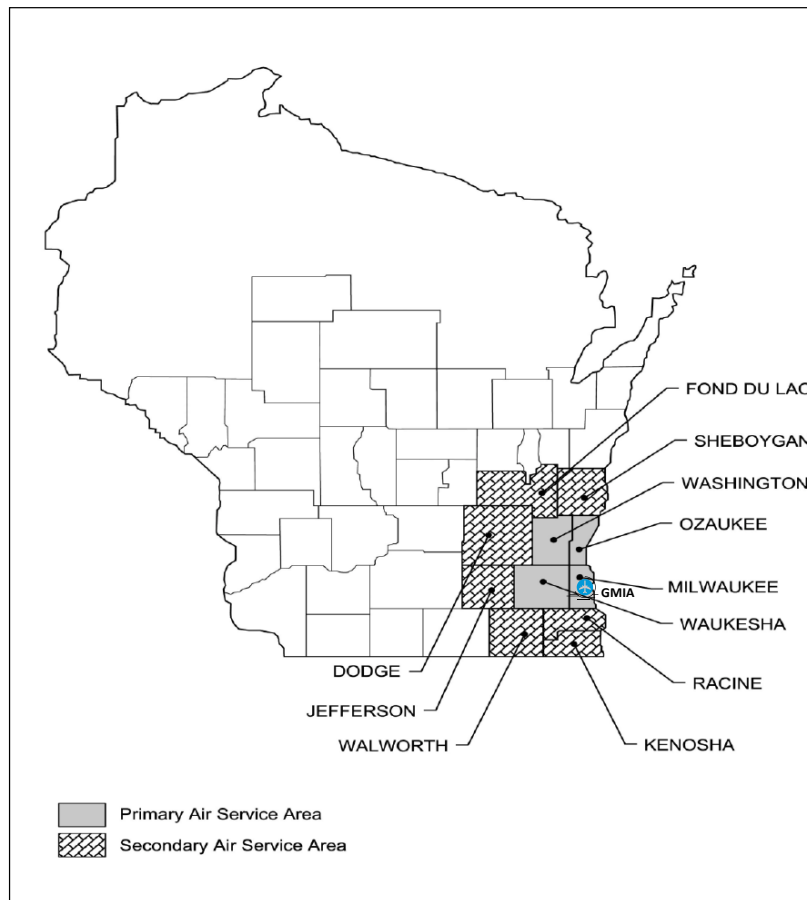 FOND DU LAC
SHEBOYGAN
WASHINGTON
OZAUKEE
MILWAUKEE
GMIA
WAUKESHA
DODGE
RACINE
JEFFERSON
WALWORTH
KENOSHA
Primary Air Service Area
Secondary Air Service Area